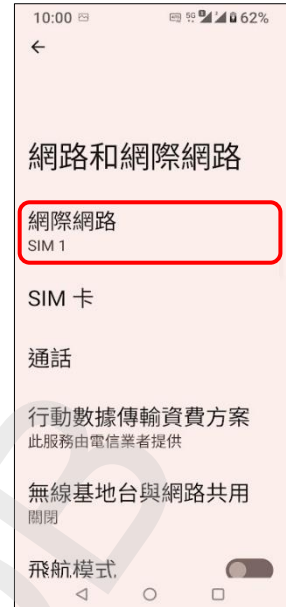 10:00 62%
網路和網際網路
網際網路
SIM 1
SIM 卡
通話
行動數據傳輸資費方案
此服務由電信業者提供
無線基地台與網路共用
關閉
飛航模式